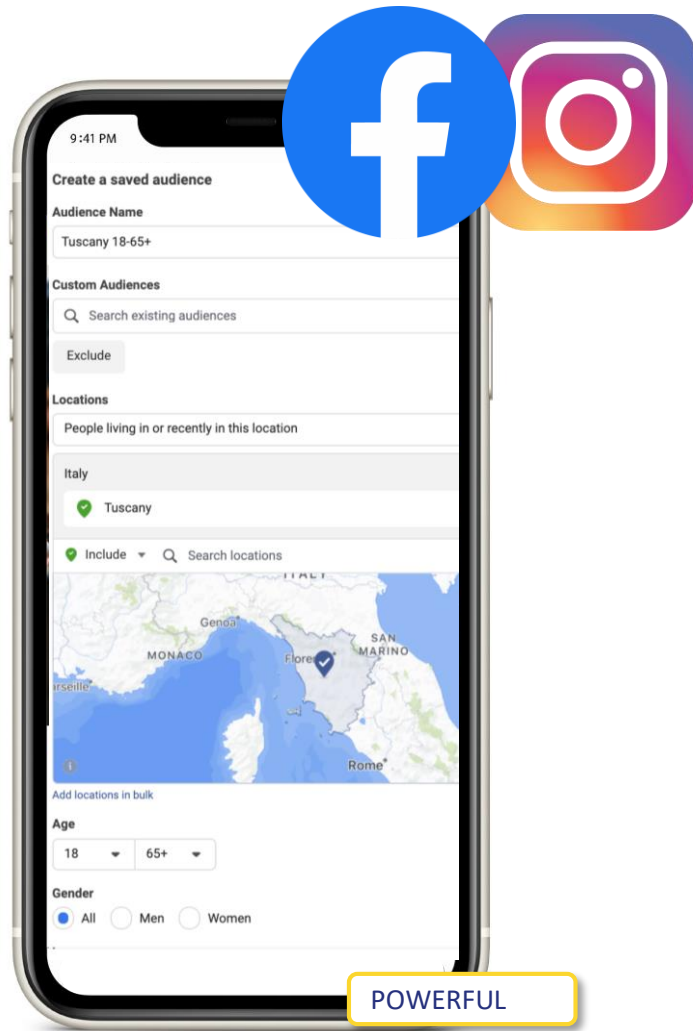 9:41 PM
Create a saved audience
Audience Name
Tuscany 18-65+
Custom Audiences
Search existing audiences
Exclude
Locations
People living in or recently in this location
Italy
Tuscany
Include Search locations
ITALY
Genoa
SAN
MONACO MARINO
Flore
arseille
Rome
Add locations in bulk
Age
18 65+
Gender
All Men Women
POWERFUL